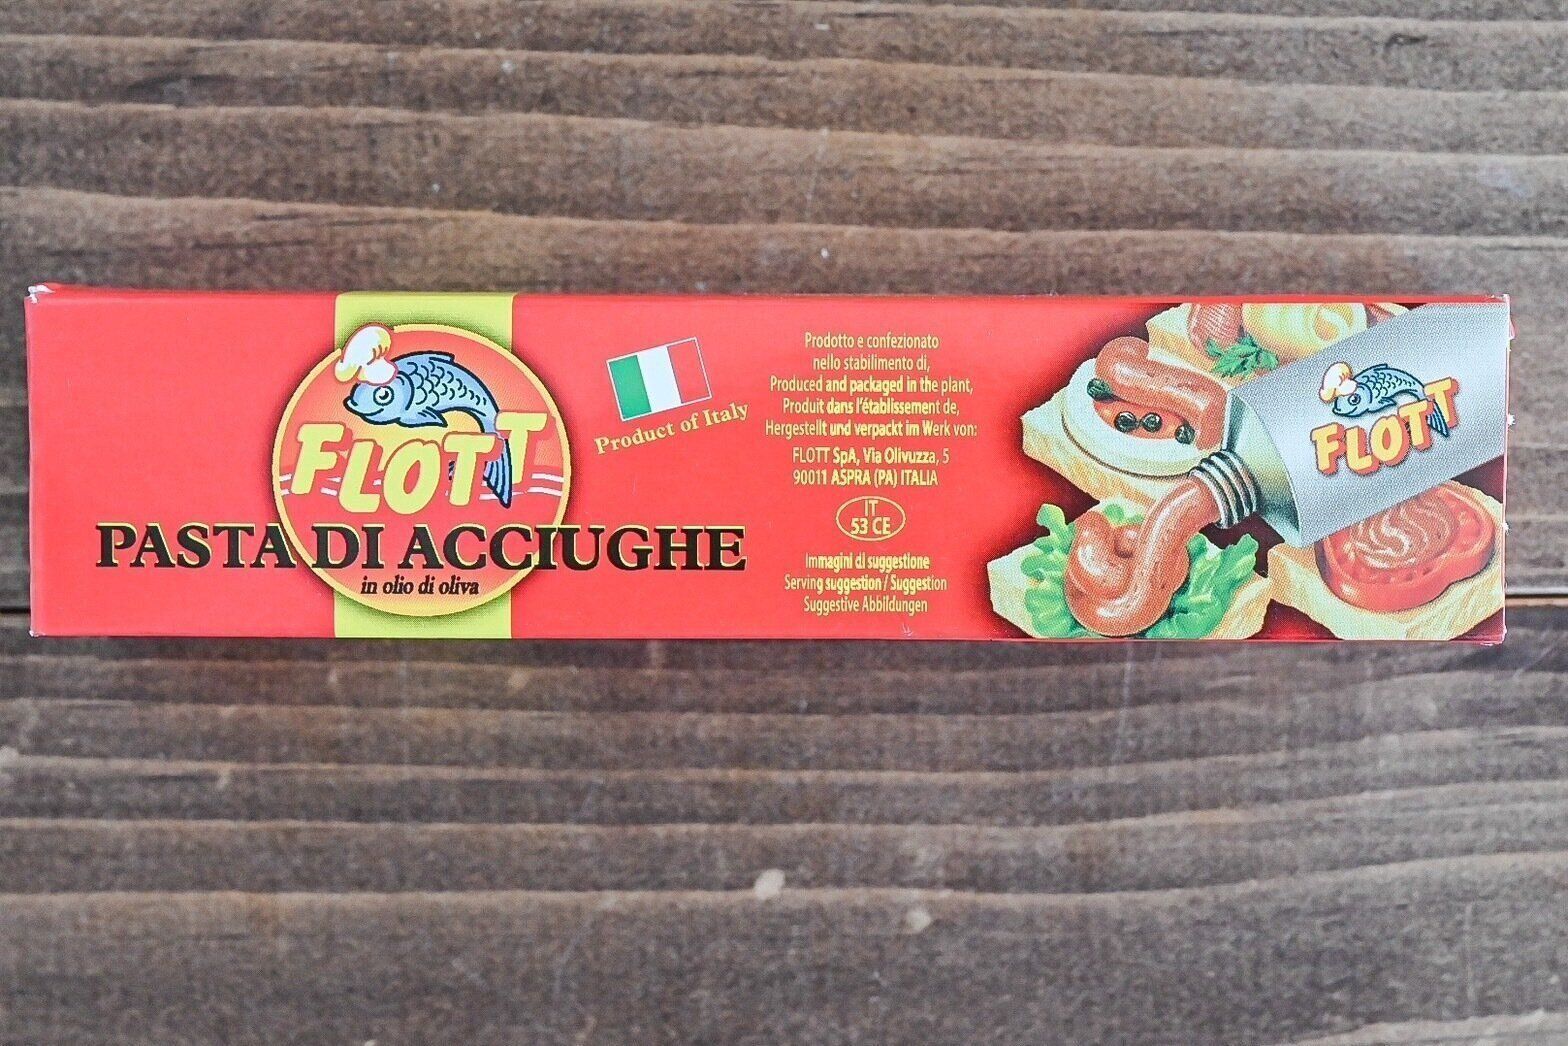 FLOTT
PASTA DI ACCIUGHE
in olio di oliva
Product of Italy
Prodotto e confezionato
nello stabilimento di,
Produced and packaged in the plant,
Produit dans l'établissement de,
Hergestellt und verpackt im Werk von:
FLOTT SpA, Via Olivuzza, 5
90011 ASPRA (PA) ITALIA
IT
53 CE
Immagini di suggestione
Serving suggestion / Suggestion
Suggestive Abbildungen
FLOTT